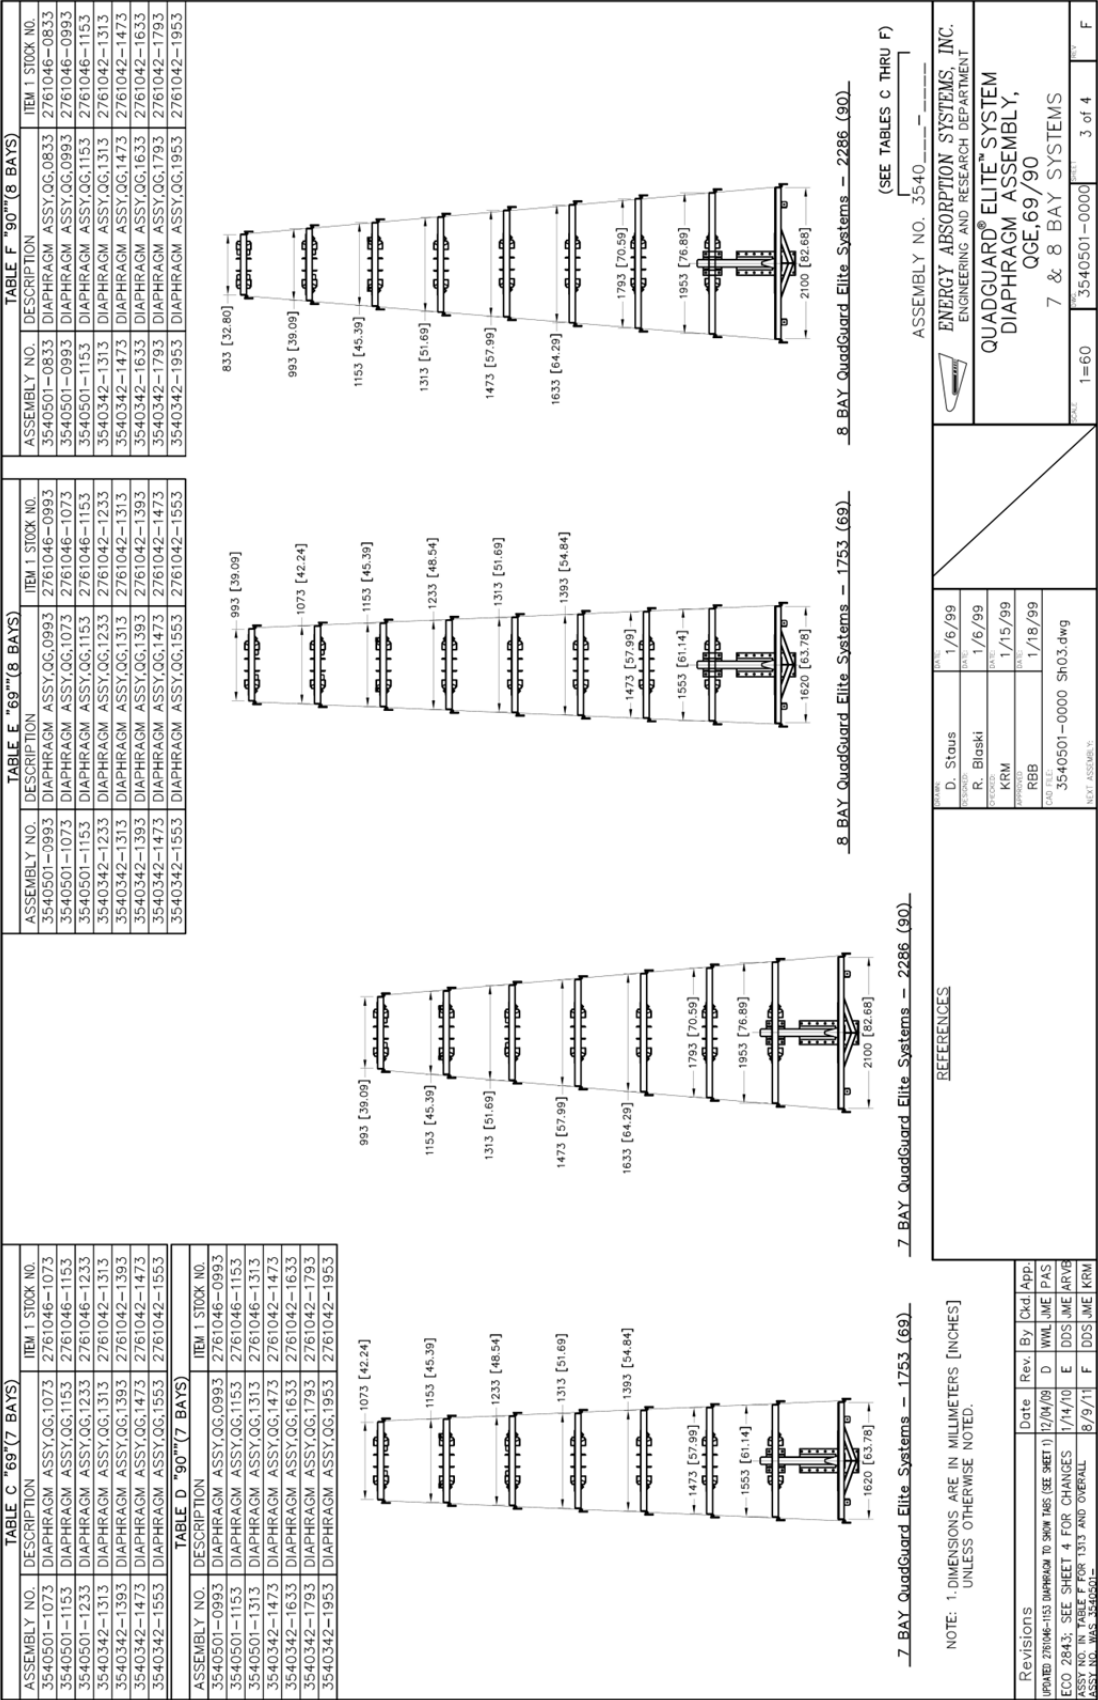 TABLE C "69"(7 BAYS)
ASSEMBLY NO. DESCRIPTION ITEM 1 STOCK NO.
3540501-1073 DIAPHRAGM ASSY,QG,1073 2761046-1073
3540501-1153 DIAPHRAGM ASSY,QG,1153 2761046-1153
3540501-1233 DIAPHRAGM ASSY,QG,1233 2761046-1233
3540342-1313 DIAPHRAGM ASSY,QG,1313 2761042-1313
3540342-1393 DIAPHRAGM ASSY,QG,1393 2761042-1393
3540342-1473 DIAPHRAGM ASSY,QG,1473 2761042-1473
3540342-1553 DIAPHRAGM ASSY,QG,1553 2761042-1553
TABLE D "90""(7 BAYS)
ASSEMBLY NO. DESCRIPTION ITEM 1 STOCK NO.
3540501-0993 DIAPHRAGM ASSY,QG,0993 2761046-0993
3540501-1153 DIAPHRAGM ASSY,QG,1153 2761046-1153
3540501-1313 DIAPHRAGM ASSY,QG,1313 2761046-1313
3540342-1473 DIAPHRAGM ASSY,QG,1473 2761042-1473
3540342-1633 DIAPHRAGM ASSY,QG,1633 2761042-1633
3540342-1793 DIAPHRAGM ASSY,QG,1793 2761042-1793
3540342-1953 DIAPHRAGM ASSY,QG,1953 2761042-1953
TABLE E "69""(8 BAYS)
ASSEMBLY NO. DESCRIPTION ITEM 1 STOCK NO.
3540501-0993 DIAPHRAGM ASSY,QG,0993 2761046-0993
3540501-1073 DIAPHRAGM ASSY,QG,1073 2761046-1073
3540501-1153 DIAPHRAGM ASSY,QG,1153 2761046-1153
3540342-1233 DIAPHRAGM ASSY,QG,1233 2761042-1233
3540342-1313 DIAPHRAGM ASSY,QG,1313 2761042-1313
3540342-1393 DIAPHRAGM ASSY,QG,1393 2761042-1393
3540342-1473 DIAPHRAGM ASSY,QG,1473 2761042-1473
3540342-1553 DIAPHRAGM ASSY,QG,1553 2761042-1553
TABLE F "90""(8 BAYS)
ASSEMBLY NO. DESCRIPTION ITEM 1 STOCK NO.
3540501-0833 DIAPHRAGM ASSY,QG,0833 2761046-0833
3540501-0993 DIAPHRAGM ASSY,QG,0993 2761046-0993
3540501-1153 DIAPHRAGM ASSY,QG,1153 2761046-1153
3540342-1313 DIAPHRAGM ASSY,QG,1313 2761042-1313
3540342-1473 DIAPHRAGM ASSY,QG,1473 2761042-1473
3540342-1633 DIAPHRAGM ASSY,QG,1633 2761042-1633
3540342-1793 DIAPHRAGM ASSY,QG,1793 2761042-1793
3540342-1953 DIAPHRAGM ASSY,QG,1953 2761042-1953
1073 [42.24]
1153 [45.39]
1233 [48.54]
1313 [51.69]
1393 [54.84]
1473 [57.99]
1553 [61.14]
1620 [63.78]
7 BAY QuadGuard Elite Systems - 1753 (69)
993 [39.09]
1153 [45.39]
1313 [51.69]
1473 [57.99]
1633 [64.29]
1793 [70.59]
1953 [76.89]
2100 [82.68]
7 BAY QuadGuard Elite Systems - 2286 (90)
993 [39.09]
1073 [42.24]
1153 [45.39]
1233 [48.54]
1313 [51.69]
1393 [54.84]
1473 [57.99]
1553 [61.14]
1620 [63.78]
8 BAY QuadGuard Elite Systems - 1753 (69)
833 [32.80]
993 [39.09]
1153 [45.39]
1313 [51.69]
1473 [57.99]
1633 [64.29]
1793 [70.59]
1953 [76.89]
2100 [82.68]
8 BAY QuadGuard Elite Systems - 2286 (90)
(SEE TABLES C THRU F)
ASSEMBLY NO. 3540___-____
NOTE: 1. DIMENSIONS ARE IN MILLIMETERS [INCHES]
UNLESS OTHERWISE NOTED.
Revisions Date Rev. By Ckd. App.
UPDATED 2761046-1153 DIAPHRAGM TO SHOW TABS (SEE SHEET 1) 12/04/09 D WWL JME PAS
ECO 2843; SEE SHEET 4 FOR CHANGES 1/14/10 E DDS JME ARVB
ASSY NO. IN TABLE F FOR 1313 AND OVERALL 8/9/11 F DDS JME KRM
ASSY NO. WAS 3540501-
REFERENCES
DRAWN: D. Staus DATE: 1/6/99
DESIGNED: R. Blaski DATE: 1/6/99
CHECKED: KRM DATE: 1/15/99
APPROVED: RBB DATE: 1/18/99
CAD FILE: 3540501-0000 Sh03.dwg
NEXT ASSEMBLY:
ENERGY ABSORPTION SYSTEMS, INC.
ENGINEERING AND RESEARCH DEPARTMENT
QUADGUARD® ELITE™ SYSTEM
DIAPHRAGM ASSEMBLY,
QGE,69/90
7 & 8 BAY SYSTEMS
SCALE 1=60 DWG. 3540501-0000 SHEET 3 of 4 REV F